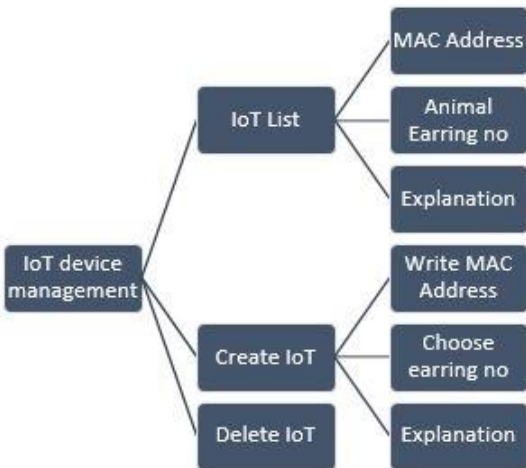 IoT device
management
IoT List
MAC Address
Animal
Earring no
Explanation
Create IoT
Write MAC
Address
Choose
earring no
Explanation
Delete IoT